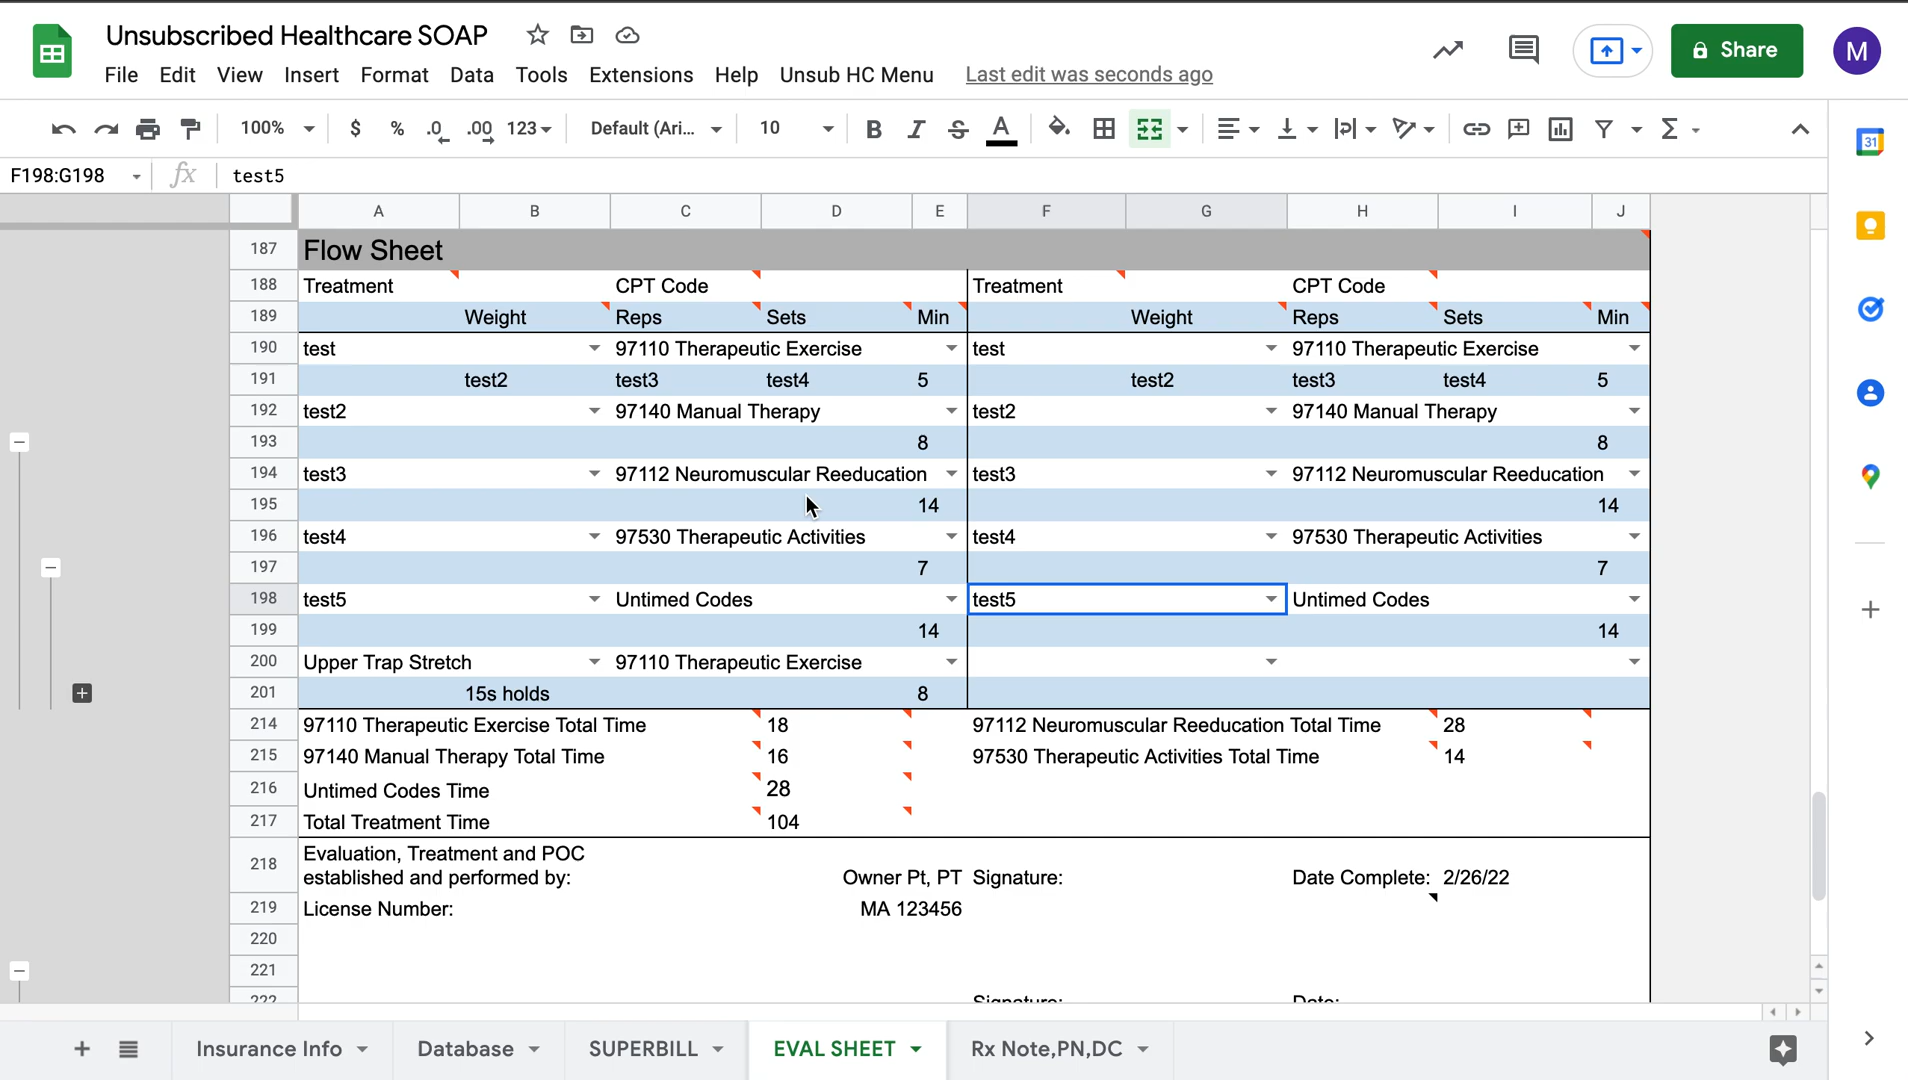 Unsubscribed Healthcare SOAP
File Edit View Insert Format Data Tools Extensions Help Unsub HC Menu Last edit was seconds ago
Share
M
100% $ % .0 .00 123 Default (Ari... 10 B I S A
31
F198:G198 fx test5
A B C D E F G H I J
187 Flow Sheet
188 Treatment CPT Code Treatment CPT Code
189 Weight Reps Sets Min Weight Reps Sets Min
190 test 97110 Therapeutic Exercise test 97110 Therapeutic Exercise
191 test2 test3 test4 5 test2 test3 test4 5
192 test2 97140 Manual Therapy test2 97140 Manual Therapy
193 8 8
194 test3 97112 Neuromuscular Reeducation test3 97112 Neuromuscular Reeducation
195 14 14
196 test4 97530 Therapeutic Activities test4 97530 Therapeutic Activities
197 7 7
198 test5 Untimed Codes test5 Untimed Codes
199 14 14
200 Upper Trap Stretch 97110 Therapeutic Exercise
201 15s holds 8
214 97110 Therapeutic Exercise Total Time 18 97112 Neuromuscular Reeducation Total Time 28
215 97140 Manual Therapy Total Time 16 97530 Therapeutic Activities Total Time 14
216 Untimed Codes Time 28
217 Total Treatment Time 104
218 Evaluation, Treatment and POC
established and performed by: Owner Pt, PT Signature: Date Complete: 2/26/22
219 License Number: MA 123456
220
221
222 Signature: Date:
Insurance Info Database SUPERBILL EVAL SHEET Rx Note,PN,DC